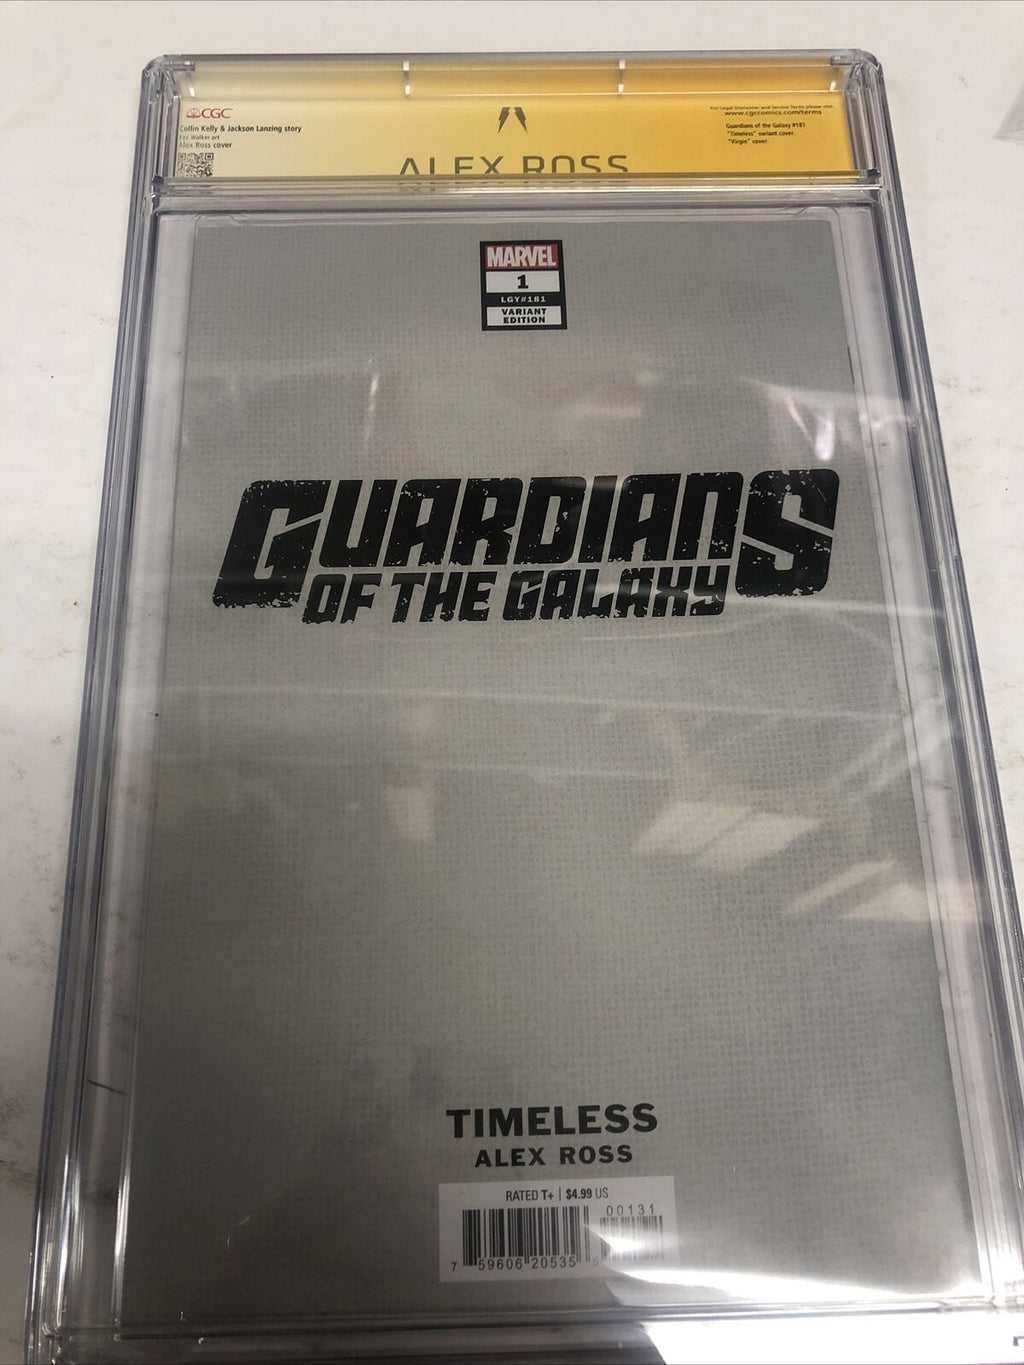 CGC
Collin Kelly & Jackson Lanzing story
Kev Walker art
Alex Ross cover
ALEX ROSS
For Legal Disclaimer and Service Terms please visit
www.cgccomics.com/terms
Guardians of the Galaxy #181
"Timeless" variant cover.
"Virgin" cover.
MARVEL
1
LGY#181
VARIANT
EDITION
GUARDIANS
OF THE GALAXY
TIMELESS
ALEX ROSS
RATED T+ | $4.99 US
00131
7 59606 20535 5